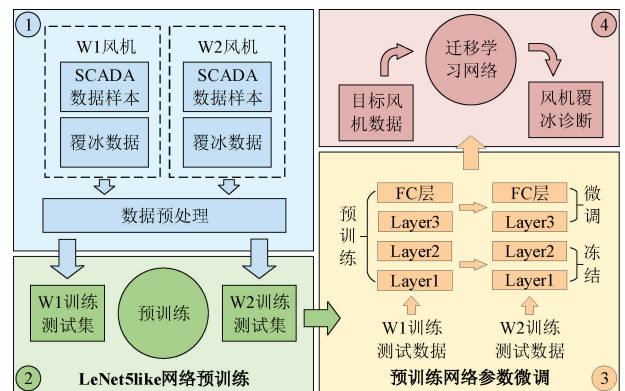 ①
W1风机
SCADA
数据样本
覆冰数据
W2风机
SCADA
数据样本
覆冰数据
数据预处理
W1训练
测试集
预训练
W2训练
测试集
②
LeNet5like网络预训练
预训练
FC层
Layer3
Layer2
Layer1
FC层
Layer3
Layer2
Layer1
微调
冻结
W1训练
测试数据
W2训练
测试数据
预训练网络参数微调
③
④
目标风
机数据
迁移学
习网络
风机覆
冰诊断